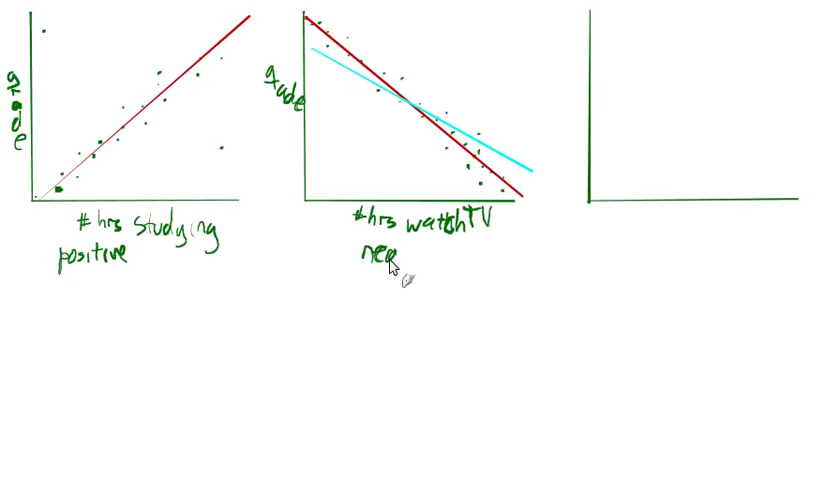 grade
# hrs studying
positive
grade
# hrs watch TV
neg